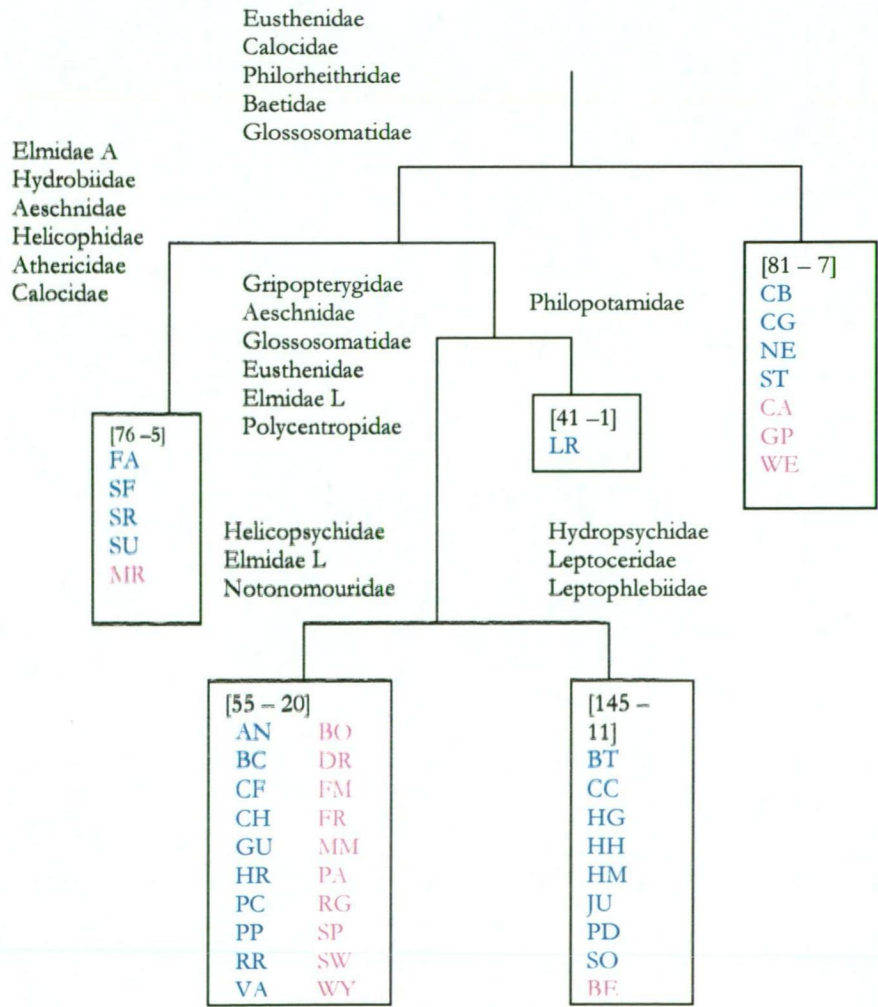 Eusthenidae
Calocidae
Philorheithridae
Baetidae
Glossosomatidae
Elmidae A
Hydrobiidae
Aeschnidae
Helicophidae
Athericidae
Calocidae
Gripopterygidae
Aeschnidae
Glossosomatidae
Eusthenidae
Elmidae L
Polycentropidae
Philopotamidae
[81 – 7]
CB
CG
NE
ST
CA
GP
WE
[76 –5]
FA
SF
SR
SU
MR
[41 –1]
LR
Helicopsychidae
Elmidae L
Notonomouridae
Hydropsychidae
Leptoceridae
Leptophlebiidae
[55 – 20]
AN BO
BC DR
CF FM
CH FR
GU MM
HR PA
PC RG
PP SP
RR SW
VA WY
[145 –
11]
BT
CC
HG
HH
HM
JU
PD
SO
BE